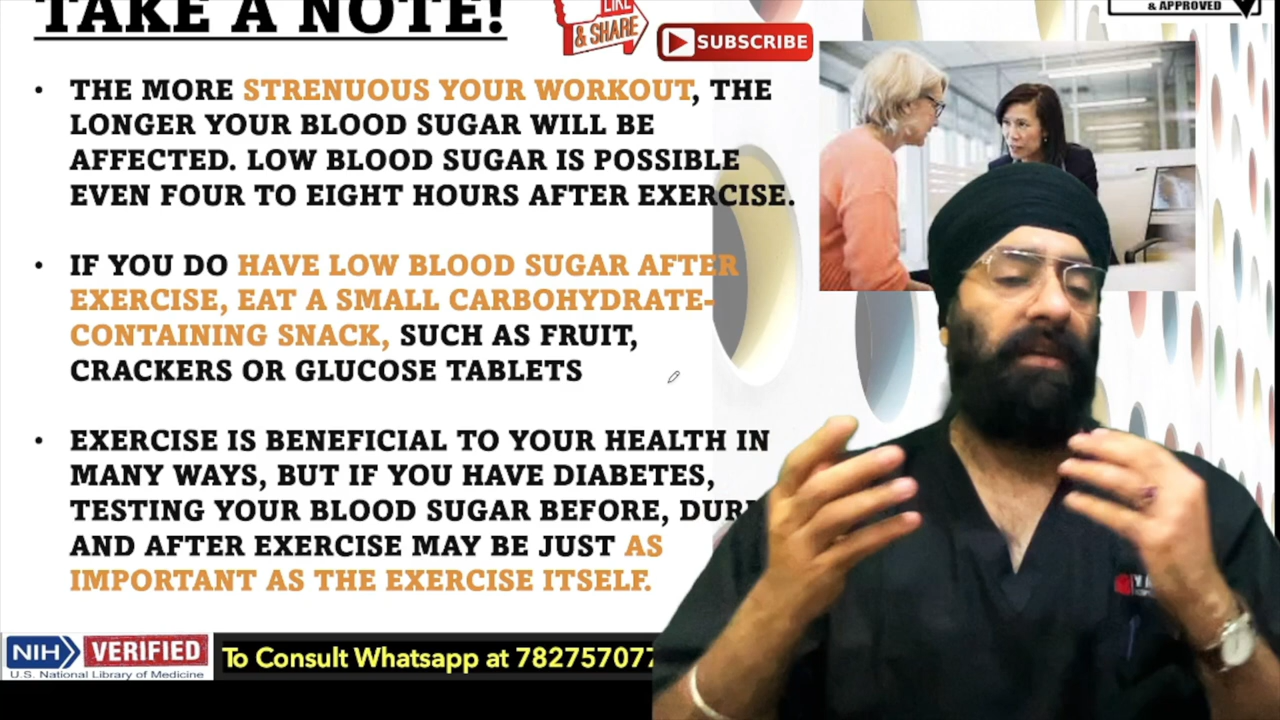 TAKE A NOTE!
LIKE
& SHARE
SUBSCRIBE
& APPROVED
• THE MORE STRENUOUS YOUR WORKOUT, THE
LONGER YOUR BLOOD SUGAR WILL BE
AFFECTED. LOW BLOOD SUGAR IS POSSIBLE
EVEN FOUR TO EIGHT HOURS AFTER EXERCISE.
• IF YOU DO HAVE LOW BLOOD SUGAR AFTER
EXERCISE, EAT A SMALL CARBOHYDRATE-
CONTAINING SNACK, SUCH AS FRUIT,
CRACKERS OR GLUCOSE TABLETS
• EXERCISE IS BENEFICIAL TO YOUR HEALTH IN
MANY WAYS, BUT IF YOU HAVE DIABETES,
TESTING YOUR BLOOD SUGAR BEFORE,
AND AFTER EXERCISE MAY BE JUST AS
IMPORTANT AS THE EXERCISE ITSELF.
NIH VERIFIED
U.S. National Library of Medicine
To Consult Whatsapp at 782757077